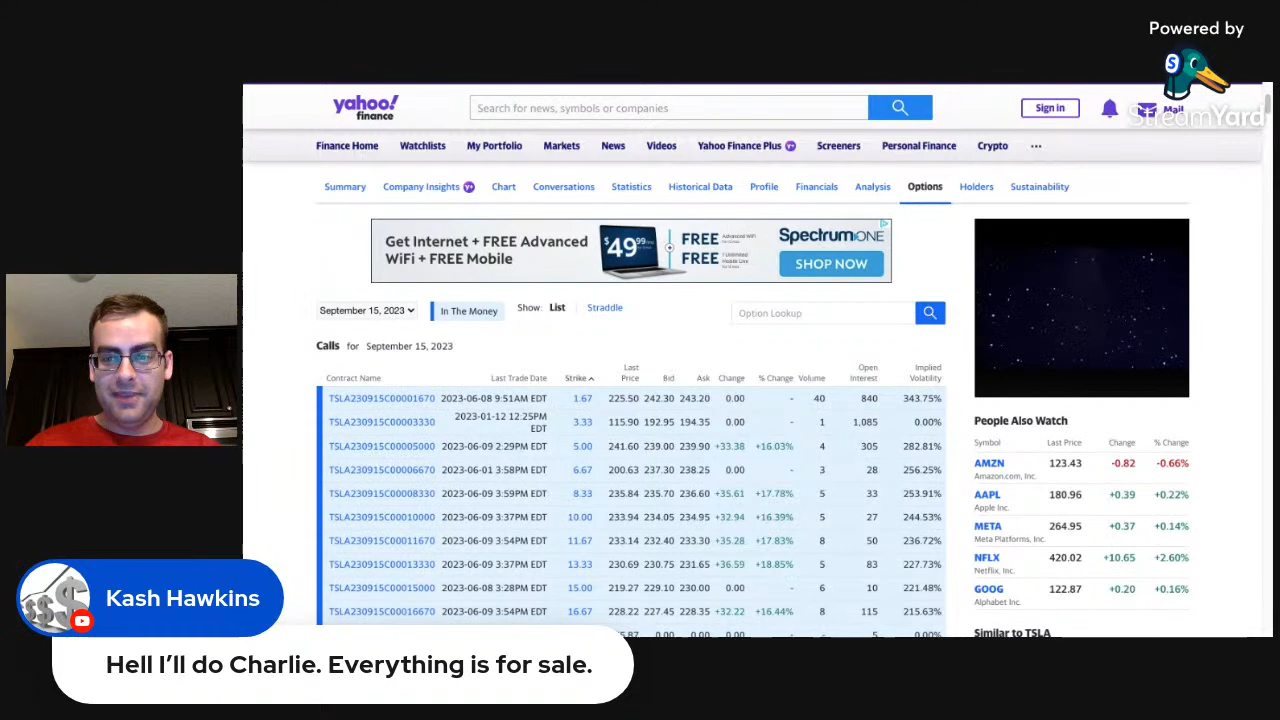 Powered by
StreamYard
yahoo!
finance
Search for news, symbols or companies
Sign in
Mail
Finance Home Watchlists My Portfolio Markets News Videos Yahoo Finance Plus Screeners Personal Finance Crypto ...
Summary Company Insights Chart Conversations Statistics Historical Data Profile Financials Analysis Options Holders Sustainability
Get Internet + FREE Advanced
WiFi + FREE Mobile
$49.99
FREE
FREE
Spectrum ONE
SHOP NOW
September 15, 2023 In The Money Show: List Straddle Option Lookup
Calls for September 15, 2023
Contract Name Last Trade Date Strike Last Price Bid Ask Change % Change Volume Open Interest Implied Volatility
TSLA230915C00001670 2023-06-08 9:51AM EDT 1.67 225.50 242.30 243.20 0.00 - 40 840 343.75%
TSLA230915C00003330 2023-01-12 12:25PM EDT 3.33 115.90 192.95 194.35 0.00 - 1 1,085 0.00%
TSLA230915C00005000 2023-06-09 2:29PM EDT 5.00 241.60 239.00 239.90 +33.38 +16.03% 4 305 282.81%
TSLA230915C00006670 2023-06-01 3:58PM EDT 6.67 200.63 237.30 238.25 0.00 - 3 28 256.25%
TSLA230915C00008330 2023-06-09 3:59PM EDT 8.33 235.84 235.70 236.60 +35.61 +17.78% 5 33 253.91%
TSLA230915C00010000 2023-06-09 3:37PM EDT 10.00 233.94 234.05 234.95 +32.94 +16.39% 5 27 244.53%
TSLA230915C00011670 2023-06-09 3:54PM EDT 11.67 233.14 232.40 233.30 +35.28 +17.83% 8 50 236.72%
TSLA230915C00013330 2023-06-09 3:37PM EDT 13.33 230.69 230.75 231.65 +36.59 +18.85% 5 83 227.73%
TSLA230915C00015000 2023-06-08 3:28PM EDT 15.00 219.27 229.10 230.00 0.00 - 6 10 221.48%
TSLA230915C00016670 2023-06-09 3:34PM EDT 16.67 228.22 227.45 228.35 +32.22 +16.44% 8 115 215.63%
People Also Watch
Symbol Last Price Change % Change
AMZN 123.43 -0.82 -0.66%
Amazon.com, Inc.
AAPL 180.96 +0.39 +0.22%
Apple Inc.
META 264.95 +0.37 +0.14%
Meta Platforms, Inc.
NFLX 420.02 +10.65 +2.60%
Netflix, Inc.
GOOG 122.87 +0.20 +0.16%
Alphabet Inc.
Similar to TSLA
Kash Hawkins
Hell I’ll do Charlie. Everything is for sale.